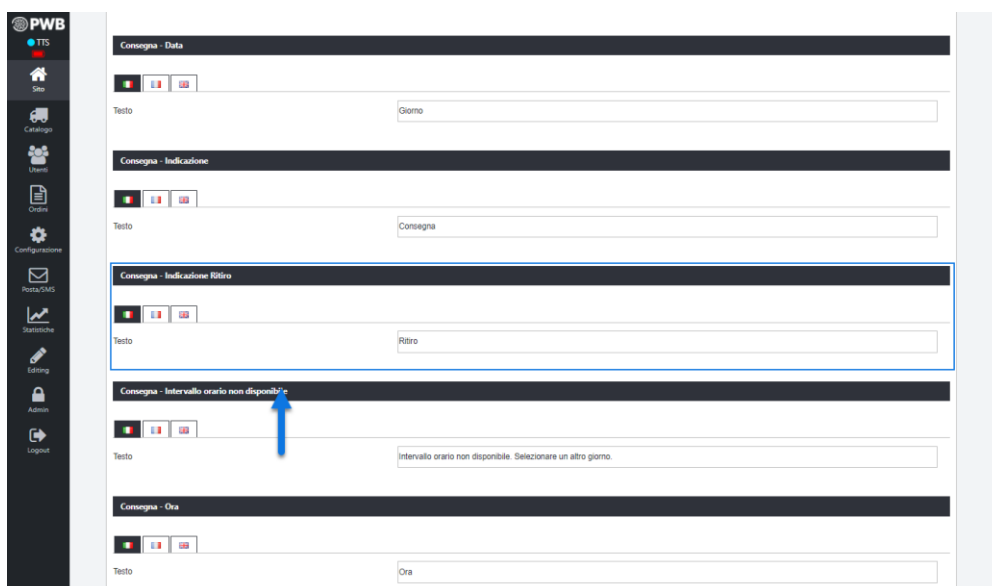 PWB
TTS
Sito
Catalogo
Utenti
Ordini
Configurazione
Posta/SMS
Statistiche
Editing
Admin
Logout
Consegna - Data
Testo
Giorno
Consegna - Indicazione
Testo
Consegna
Consegna - Indicazione Ritiro
Testo
Ritiro
Consegna - Intervallo orario non disponibile
Testo
Intervallo orario non disponibile. Selezionare un altro giorno.
Consegna - Ora
Testo
Ora